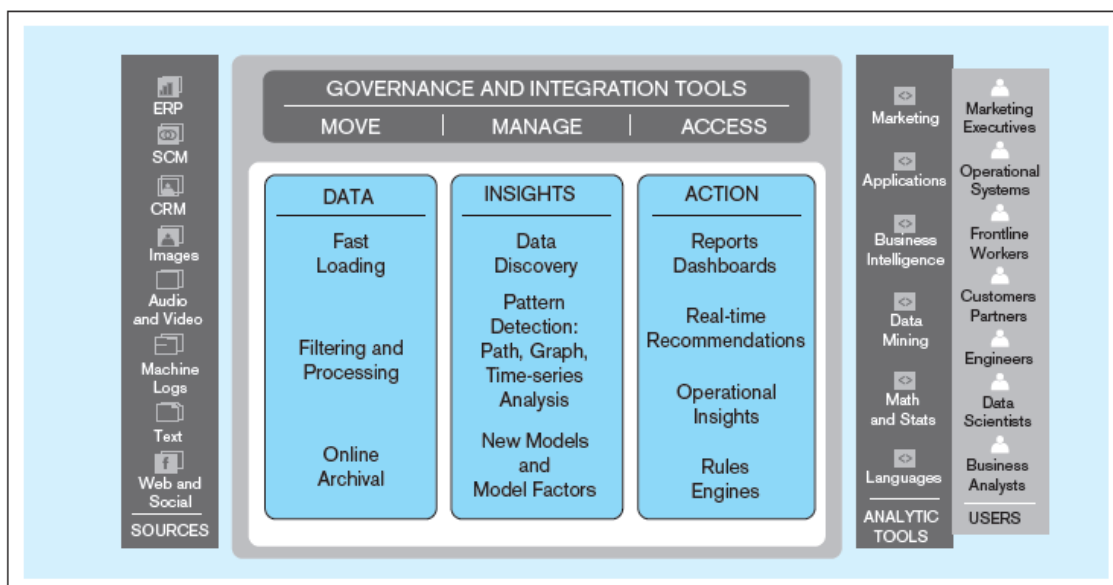 ERP
SCM
CRM
Images
Audio
and Video
Machine
Logs
Text
Web and
Social
SOURCES
GOVERNANCE AND INTEGRATION TOOLS
MOVE | MANAGE | ACCESS
DATA
Fast
Loading
Filtering and
Processing
Online
Archival
INSIGHTS
Data
Discovery
Pattern
Detection:
Path, Graph,
Time-series
Analysis
New Models
and
Model Factors
ACTION
Reports
Dashboards
Real-time
Recommendations
Operational
Insights
Rules
Engines
Marketing
Applications
Business
Intelligence
Data
Mining
Math
and Stats
Languages
ANALYTIC
TOOLS
Marketing
Executives
Operational
Systems
Frontline
Workers
Customers
Partners
Engineers
Data
Scientists
Business
Analysts
USERS